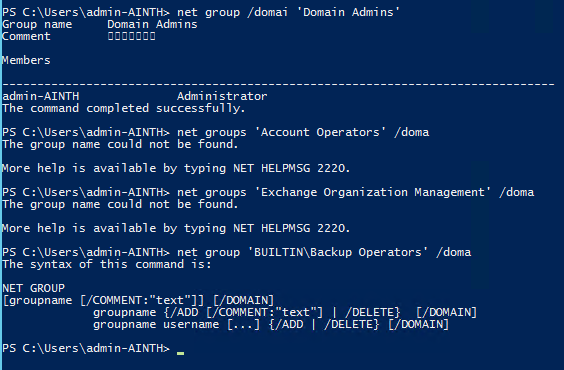 PS C:\Users\admin-AINTH> net group /domai 'Domain Admins'
Group name     Domain Admins
Comment        ▯▯▯▯▯▯▯
Members
-------------------------------------------------------------------------------
admin-AINTH              Administrator
The command completed successfully.
PS C:\Users\admin-AINTH> net groups 'Account Operators' /doma
The group name could not be found.
More help is available by typing NET HELPMSG 2220.
PS C:\Users\admin-AINTH> net groups 'Exchange Organization Management' /doma
The group name could not be found.
More help is available by typing NET HELPMSG 2220.
PS C:\Users\admin-AINTH> net group 'BUILTIN\Backup Operators' /doma
The syntax of this command is:
NET GROUP
[groupname [/COMMENT:"text"]] [/DOMAIN]
             groupname {/ADD [/COMMENT:"text"] | /DELETE}  [/DOMAIN]
             groupname username [...] {/ADD | /DELETE} [/DOMAIN]
PS C:\Users\admin-AINTH>